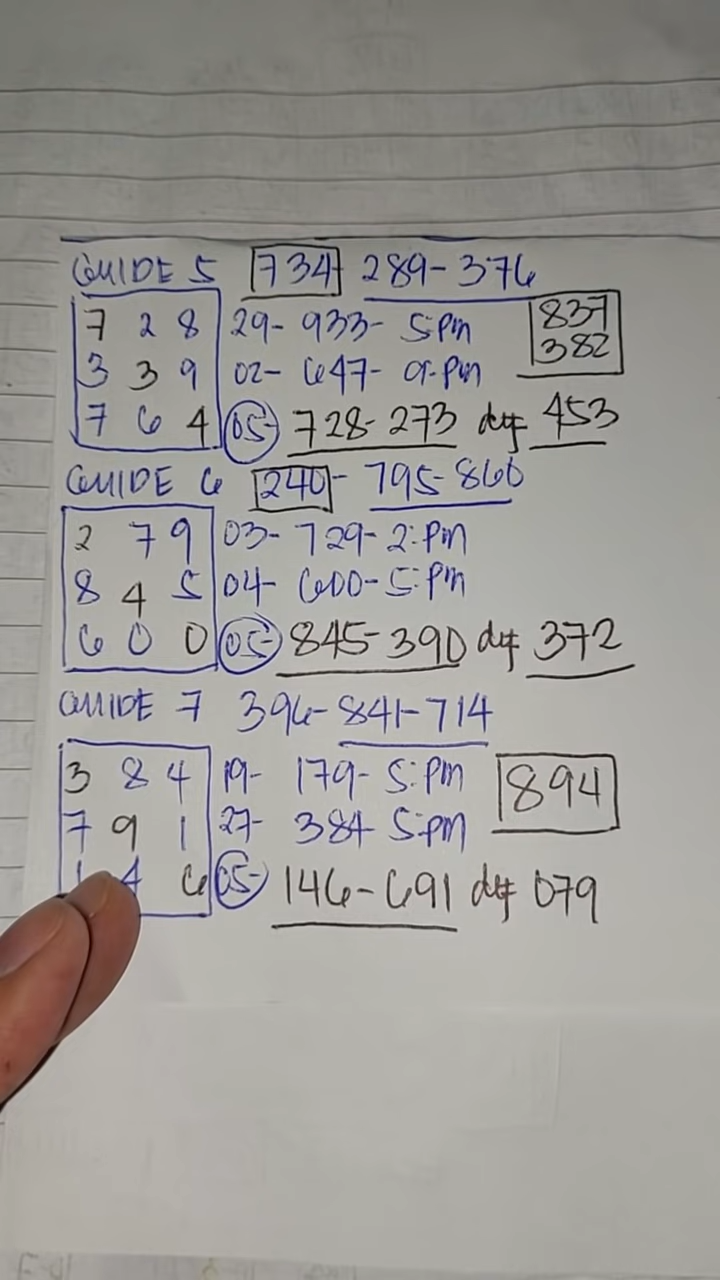 GUIDE 5 734- 289-376
7 2 8 29- 933- 5:pm 837
3 3 9 02- 647- 9:pm 382
7 6 4 05- 728-273 dif 453
GUIDE 6 240- 795-860
2 7 9 03- 729-2:pm
8 4 5 04- 600-5:pm
6 0 0 05- 845-390 dif 372
GUIDE 7 396-841-714
3 8 4 19- 179- 5:pm 894
7 9 1 27- 384- 5:pm
1 4 6 05- 146-691 dif 079